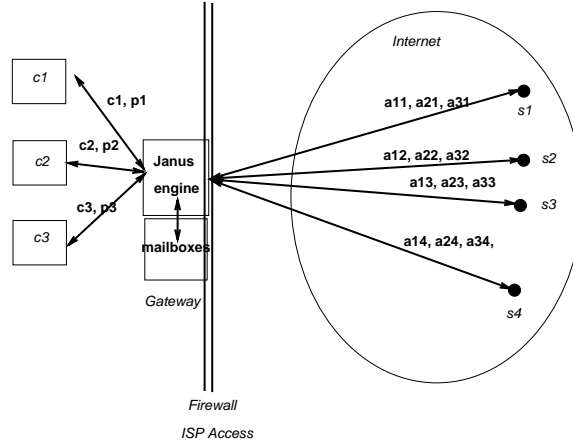 Internet
c1
c1, p1
a11, a21, a31
s1
c2, p2
c2
Janus
engine
a12, a22, a32
s2
a13, a23, a33
c3, p3
s3
c3
mailboxes
a14, a24, a34,
Gateway
s4
Firewall
ISP Access